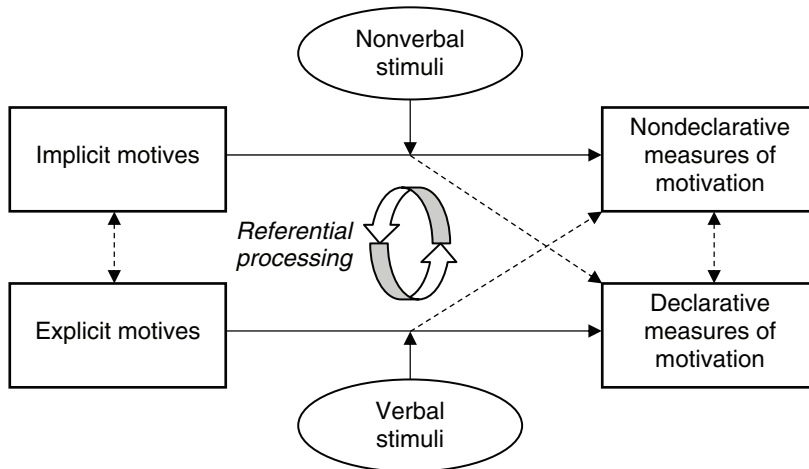 Nonverbal
stimuli
Implicit motives
Nondeclarative
measures of
motivation
Referential
processing
Explicit motives
Declarative
measures of
motivation
Verbal
stimuli